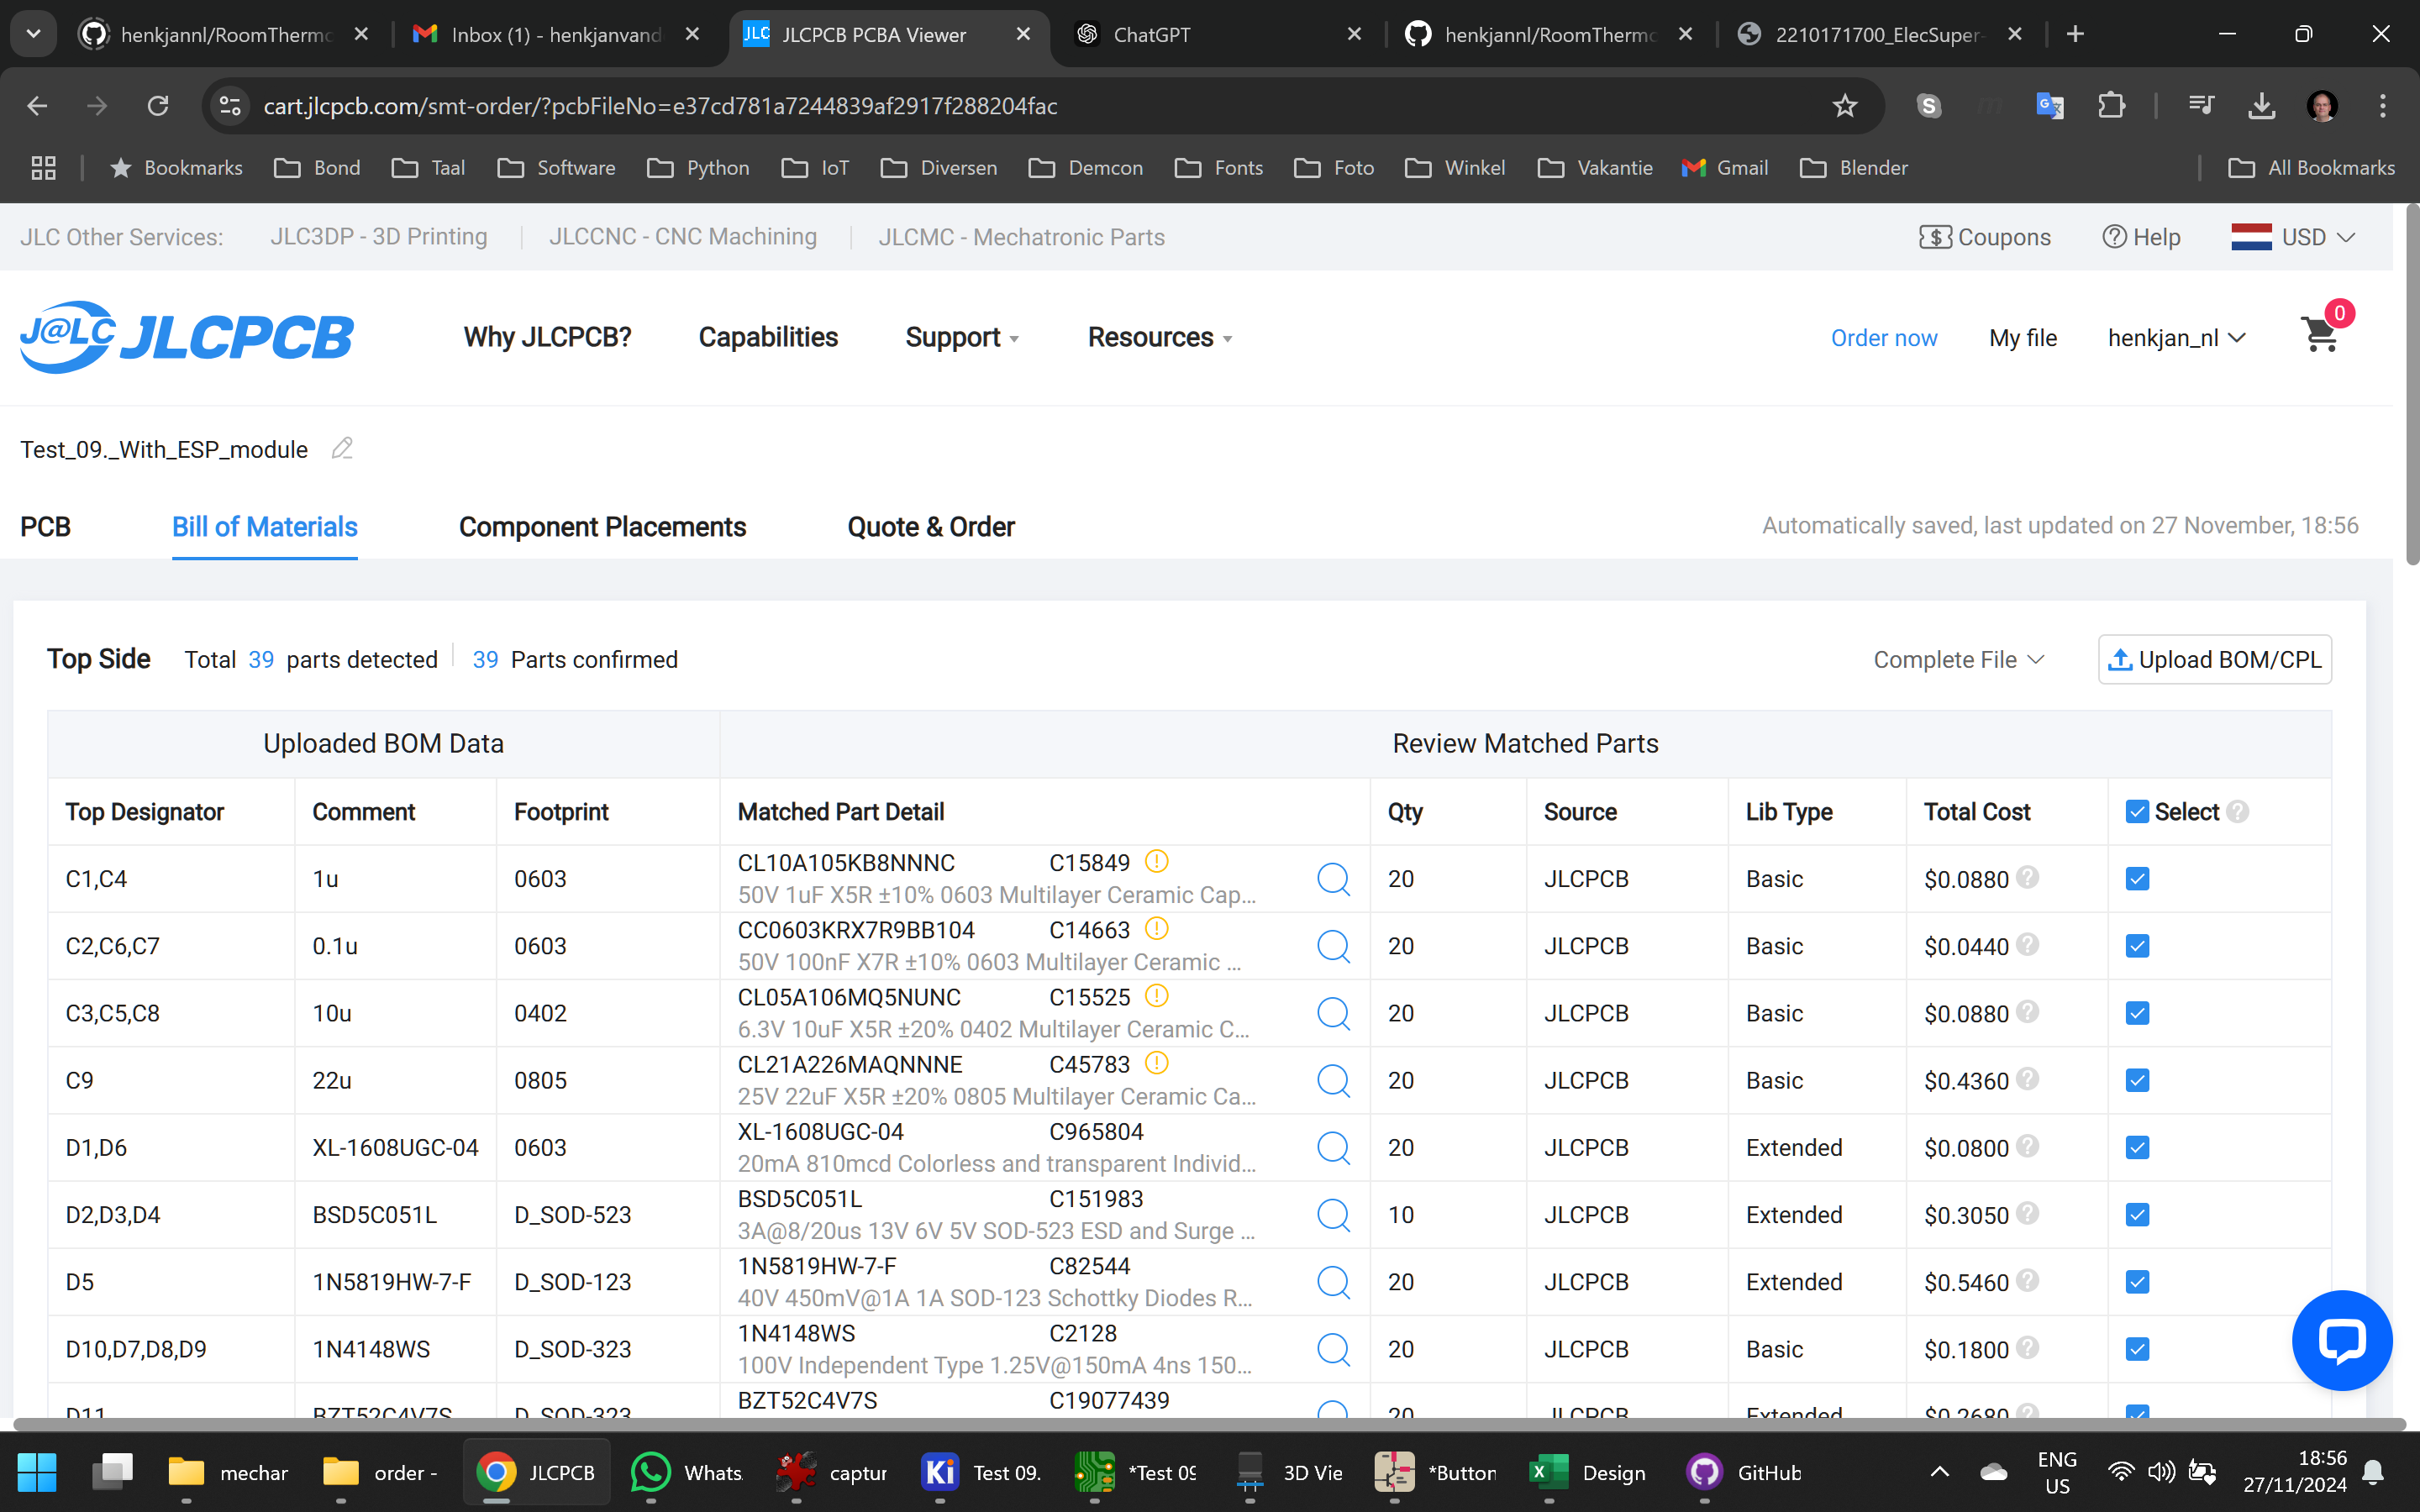 henkjannl/RoomThermo
Inbox (1) - henkjanvand
JLC JLCPCB PCBA Viewer
ChatGPT
henkjannl/RoomThermo
2210171700_ElecSuper-
cart.jlcpcb.com/smt-order/?pcbFileNo=e37cd781a7244839af2917f288204fac
Bookmarks Bond Taal Software Python IoT Diversen Demcon Fonts Foto Winkel Vakantie Gmail Blender All Bookmarks
JLC Other Services: JLC3DP - 3D Printing JLCCNC - CNC Machining JLCMC - Mechatronic Parts Coupons Help USD
J@LC JLCPCB Why JLCPCB? Capabilities Support Resources Order now My file henkjan_nl 0
Test_09._With_ESP_module
PCB Bill of Materials Component Placements Quote & Order Automatically saved, last updated on 27 November, 18:56
Top Side Total 39 parts detected 39 Parts confirmed Complete File Upload BOM/CPL
Uploaded BOM Data Review Matched Parts
Top Designator Comment Footprint Matched Part Detail Qty Source Lib Type Total Cost Select
C1,C4 1u 0603 CL10A105KB8NNNC C15849 20 JLCPCB Basic $0.0880
50V 1uF X5R ±10% 0603 Multilayer Ceramic Cap...
C2,C6,C7 0.1u 0603 CC0603KRX7R9BB104 C14663 20 JLCPCB Basic $0.0440
50V 100nF X7R ±10% 0603 Multilayer Ceramic ...
C3,C5,C8 10u 0402 CL05A106MQ5NUNC C15525 20 JLCPCB Basic $0.0880
6.3V 10uF X5R ±20% 0402 Multilayer Ceramic C...
C9 22u 0805 CL21A226MAQNNNE C45783 20 JLCPCB Basic $0.4360
25V 22uF X5R ±20% 0805 Multilayer Ceramic Ca...
D1,D6 XL-1608UGC-04 0603 XL-1608UGC-04 C965804 20 JLCPCB Extended $0.0800
20mA 810mcd Colorless and transparent Individ...
D2,D3,D4 BSD5C051L D_SOD-523 BSD5C051L C151983 10 JLCPCB Extended $0.3050
3A@8/20us 13V 6V 5V SOD-523 ESD and Surge ...
D5 1N5819HW-7-F D_SOD-123 1N5819HW-7-F C82544 20 JLCPCB Extended $0.5460
40V 450mV@1A 1A SOD-123 Schottky Diodes R...
D10,D7,D8,D9 1N4148WS D_SOD-323 1N4148WS C2128 20 JLCPCB Basic $0.1800
100V Independent Type 1.25V@150mA 4ns 150...
D11 BZT52C4V7S D_SOD-323 BZT52C4V7S C19077439 20 JLCPCB Extended $0.2680
mechar order - JLCPCB Whats captur Ki Test 09. *Test 09 3D Vie *Button Design GitHub
ENG
US
18:56
27/11/2024